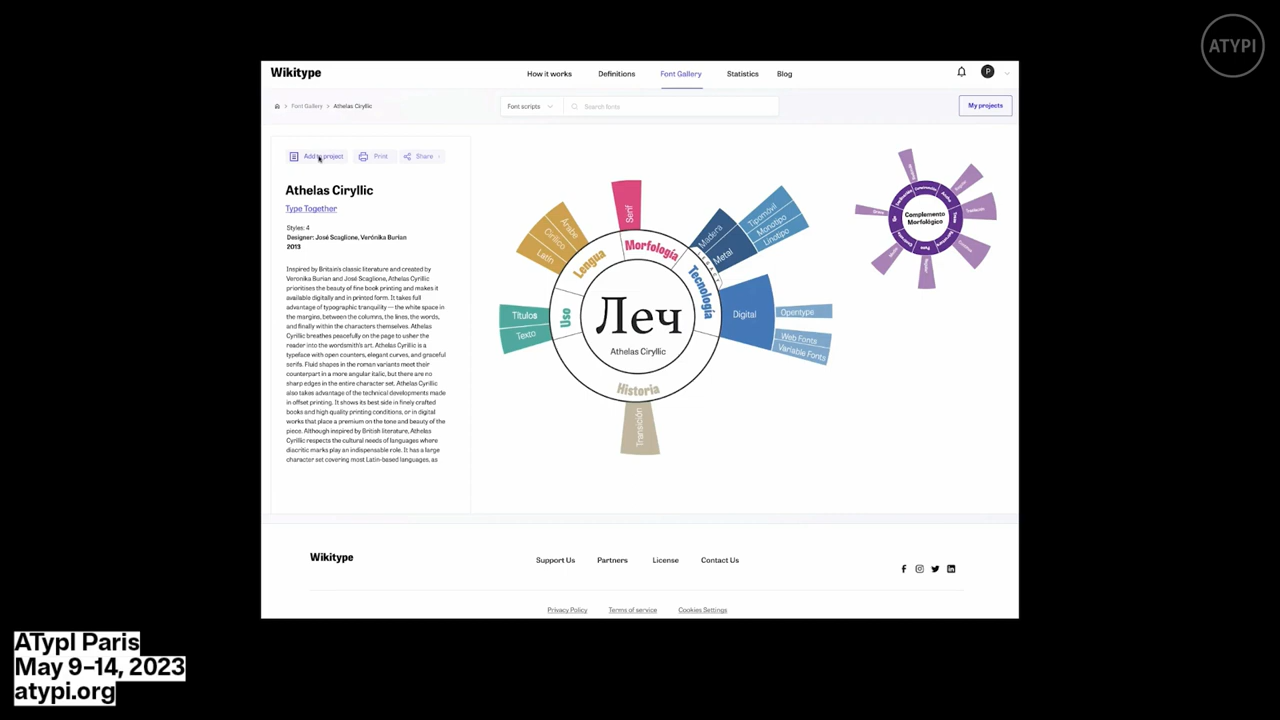 ATYPI
Wikitype
How it works
Definitions
Font Gallery
Statistics
Blog
P
Font Gallery > Athelas Ciryllic
Font scripts
Search fonts
My projects
Add to project
Print
Share
Athelas Ciryllic
Type Together
Styles: 4
Designer: José Scaglione, Verónika Burian
2013
Inspired by Britain's classic literature and created by
Veronika Burian and José Scaglione, Athelas Cyrillic
prioritises the beauty of fine book printing and makes it
available digitally and in printed form. It takes full
advantage of typographic tranquility — the white space in
the margins, between the columns, the lines, the words,
and finally within the characters themselves. Athelas
Cyrillic breathes peacefully on the page to usher the
reader into the wordsmith's art. Athelas Cyrillic is a
typeface with open counters, elegant curves, and graceful
serifs. Fluid shapes in the roman variants meet their
counterpart in a more angular italic, but there are no
sharp edges in the entire character set. Athelas Cyrillic
also takes advantage of the technical developments made
in offset printing. It shows its best side in finely crafted
books and high quality printing conditions, or in digital
works that place a premium on the tone and beauty of the
piece. Although inspired by British literature, Athelas
Cyrillic respects the cultural needs of languages where
diacritic marks play an indispensable role. It has a large
character set covering most Latin-based languages, as
Леч
Athelas Ciryllic
Morfología
Serif
Lengua
Árabe
Cirílico
Latín
Uso
Títulos
Texto
Historia
Transición
Tecnología
Madera
Metal
Tipomóvil
Monotipo
Linotipo
Digital
Opentype
Web Fonts
Variable Fonts
Complemento
Morfológico
Wikitype
Support Us
Partners
License
Contact Us
Privacy Policy
Terms of service
Cookies Settings
ATypI Paris
May 9–14, 2023
atypi.org